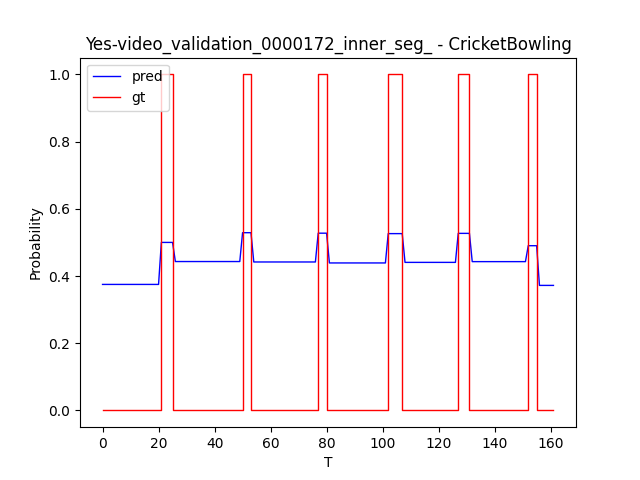 Yes-video_validation_0000172_inner_seg_ - CricketBowling
pred
gt
1.0
0.8
0.6
0.4
0.2
0.0
Probability
0 20 40 60 80 100 120 140 160
T